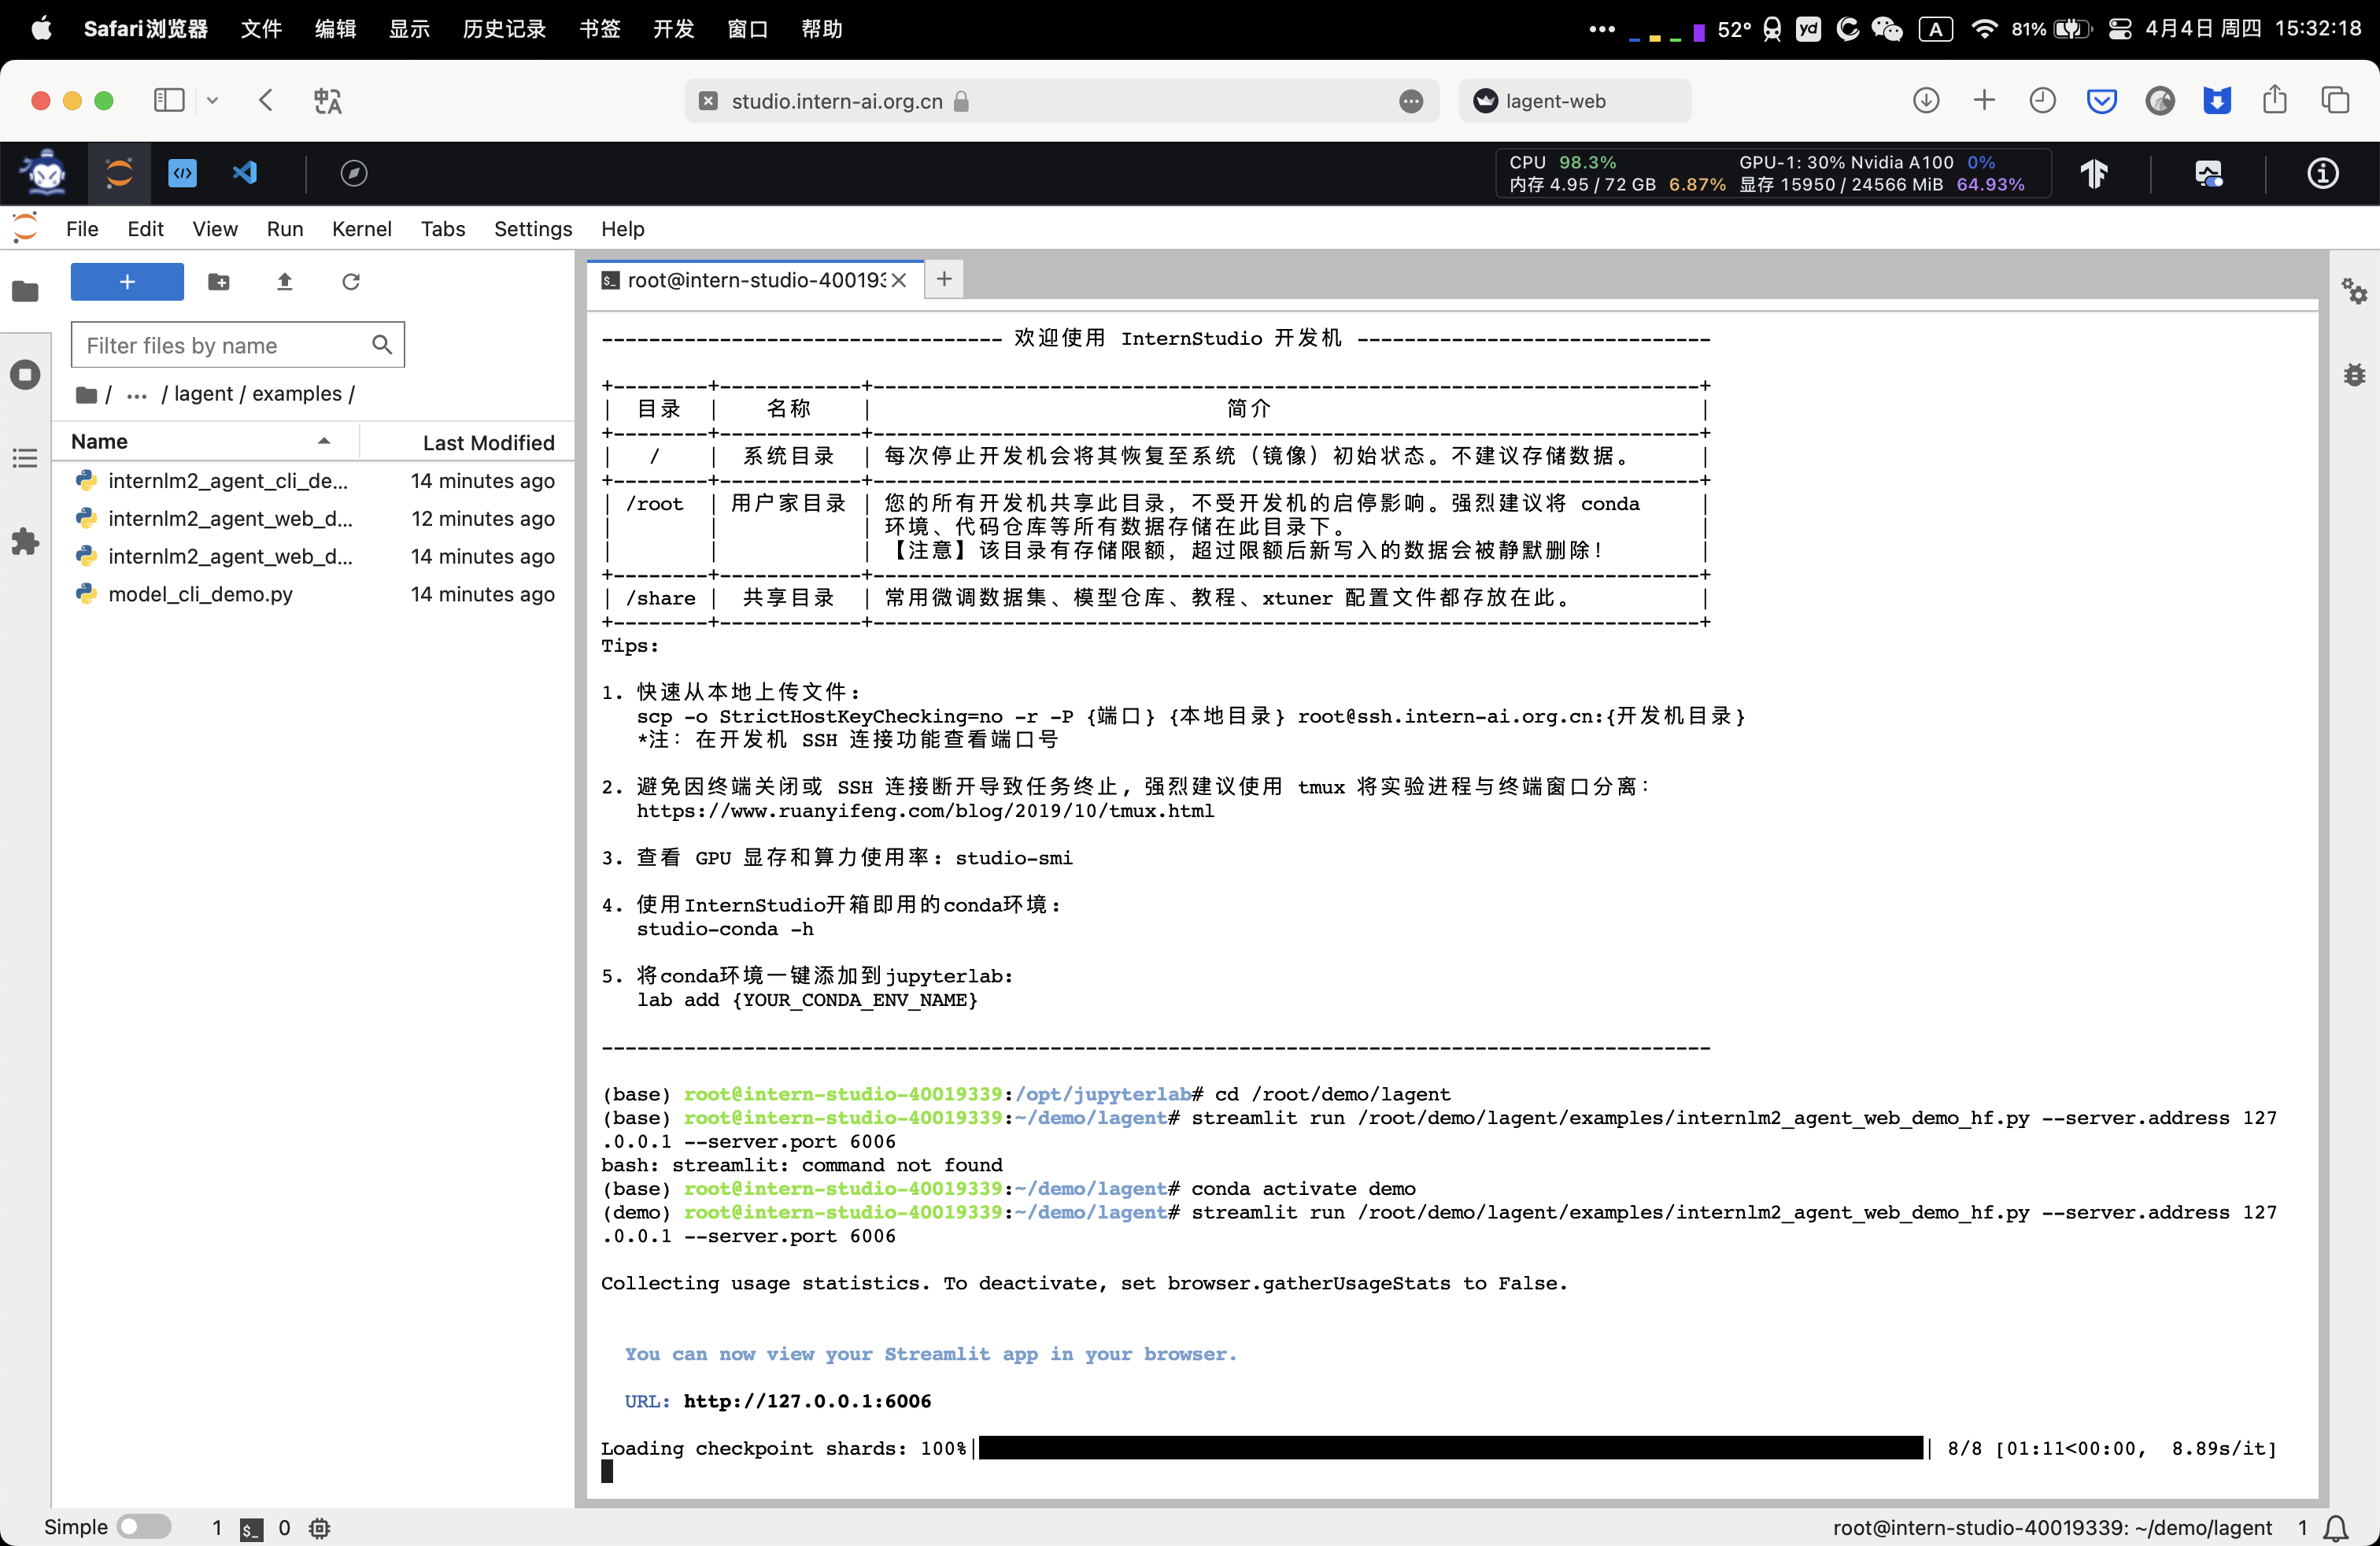 Safari浏览器 文件 编辑 显示 历史记录 书签 开发 窗口 帮助 52° yd A 81% 4月4日 周四 15:32:18
studio.intern-ai.org.cn lagent-web
CPU 98.3% GPU-1: 30% Nvidia A100 0%
内存 4.95 / 72 GB 6.87% 显存 15950 / 24566 MiB 64.93%
File Edit View Run Kernel Tabs Settings Help
root@intern-studio-400193
Filter files by name
/ … / lagent / examples /
Name Last Modified
internlm2_agent_cli_de... 14 minutes ago
internlm2_agent_web_d... 12 minutes ago
internlm2_agent_web_d... 14 minutes ago
model_cli_demo.py 14 minutes ago
---------------------------------- 欢迎使用 InternStudio 开发机 ------------------------------
+--------+------------+----------------------------------------------------------------------+
| 目录 | 名称 | 简介 |
+--------+------------+----------------------------------------------------------------------+
| / | 系统目录 | 每次停止开发机会将其恢复至系统（镜像）初始状态。不建议存储数据。 |
+--------+------------+----------------------------------------------------------------------+
| /root | 用户家目录 | 您的所有开发机共享此目录，不受开发机的启停影响。强烈建议将 conda |
| | | 环境、代码仓库等所有数据存储在此目录下。 |
| | | 【注意】该目录有存储限额，超过限额后新写入的数据会被静默删除！ |
+--------+------------+----------------------------------------------------------------------+
| /share | 共享目录 | 常用微调数据集、模型仓库、教程、xtuner 配置文件都存放在此。 |
+--------+------------+----------------------------------------------------------------------+
Tips:
1. 快速从本地上传文件：
scp -o StrictHostKeyChecking=no -r -P {端口} {本地目录} root@ssh.intern-ai.org.cn:{开发机目录}
*注：在开发机 SSH 连接功能查看端口号
2. 避免因终端关闭或 SSH 连接断开导致任务终止，强烈建议使用 tmux 将实验进程与终端窗口分离：
https://www.ruanyifeng.com/blog/2019/10/tmux.html
3. 查看 GPU 显存和算力使用率：studio-smi
4. 使用InternStudio开箱即用的conda环境：
studio-conda -h
5. 将conda环境一键添加到jupyterlab：
lab add {YOUR_CONDA_ENV_NAME}
----------------------------------------------------------------------------------------------
(base) root@intern-studio-40019339:/opt/jupyterlab# cd /root/demo/lagent
(base) root@intern-studio-40019339:~/demo/lagent# streamlit run /root/demo/lagent/examples/internlm2_agent_web_demo_hf.py --server.address 127
.0.0.1 --server.port 6006
bash: streamlit: command not found
(base) root@intern-studio-40019339:~/demo/lagent# conda activate demo
(demo) root@intern-studio-40019339:~/demo/lagent# streamlit run /root/demo/lagent/examples/internlm2_agent_web_demo_hf.py --server.address 127
.0.0.1 --server.port 6006
Collecting usage statistics. To deactivate, set browser.gatherUsageStats to False.
You can now view your Streamlit app in your browser.
URL: http://127.0.0.1:6006
Loading checkpoint shards: 100%| | 8/8 [01:11<00:00, 8.89s/it]
Simple 1 $_ 0 root@intern-studio-40019339: ~/demo/lagent 1